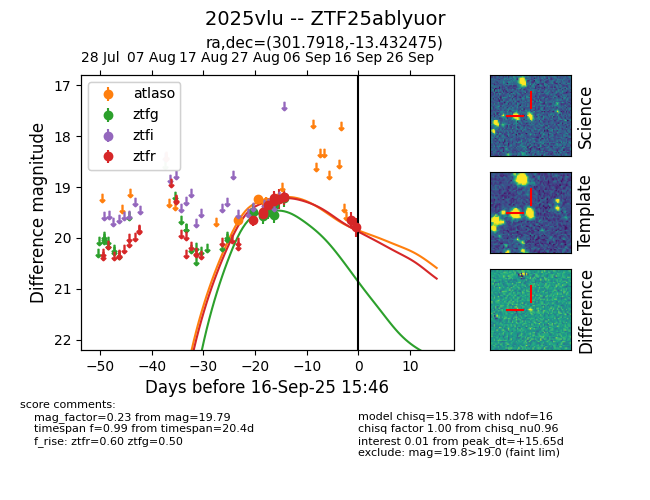 2025vlu -- ZTF25ablyuor
ra,dec=(301.7918,-13.432475)
28 Jul 07 Aug 17 Aug 27 Aug 06 Sep 16 Sep 26 Sep
atlaso
ztfg
ztfi
ztfr
17
18
19
20
21
22
Difference magnitude
−50 −40 −30 −20 −10 0 10
Days before 16-Sep-25 15:46
Science
Template
Difference
score comments:
mag_factor=0.23 from mag=19.79
timespan f=0.99 from timespan=20.4d
f_rise: ztfr=0.60 ztfg=0.50
model chisq=15.378 with ndof=16
chisq factor 1.00 from chisq_nu0.96
interest 0.01 from peak_dt=+15.65d
exclude: mag=19.8>19.0 (faint lim)